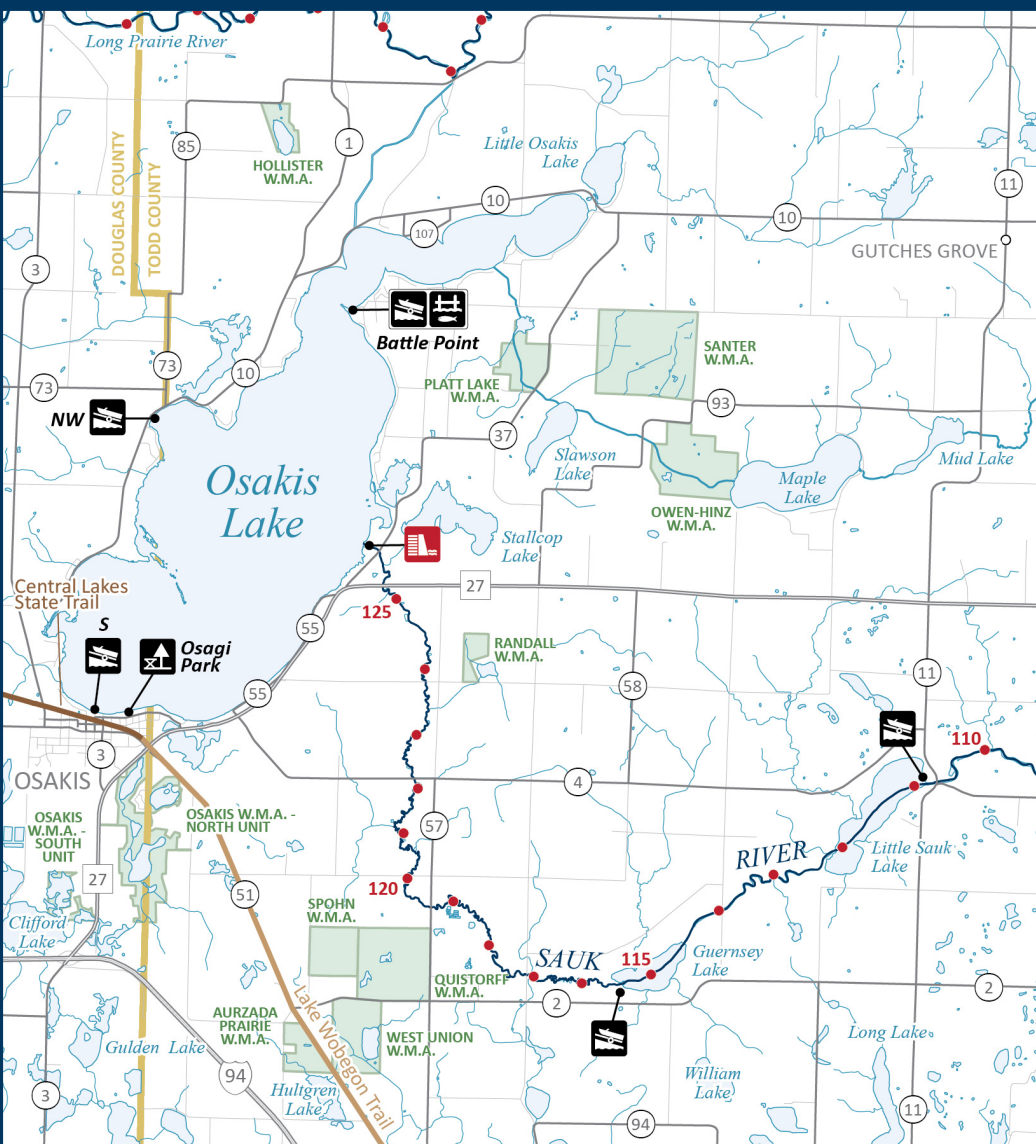 Long Prairie River
DOUGLAS COUNTY
TODD COUNTY
85
1
HOLLISTER
W.M.A.
Little Osakis
Lake
11
10
107
10
GUTCHES GROVE
3
Battle Point
SANTER
W.M.A.
PLATT LAKE
W.M.A.
73
10
73
93
NW
37
Slawson
Lake
Mud Lake
Maple
Lake
OWEN-HINZ
W.M.A.
Osakis
Lake
Stallcop
Lake
Central Lakes
State Trail
27
125
S
Osagi
Park
55
RANDALL
W.M.A.
58
11
55
110
3
OSAKIS
4
OSAKIS
W.M.A. -
SOUTH
UNIT
OSAKIS W.M.A. -
NORTH UNIT
57
RIVER
Little Sauk
Lake
27
51
120
SPOHN
W.M.A.
Clifford
Lake
SAUK
115
Guernsey
Lake
QUISTORFF
W.M.A.
2
2
Lake Wobegon Trail
AURZADA
PRAIRIE
W.M.A.
WEST UNION
W.M.A.
Long Lake
Gulden Lake
94
Hultgren
Lake
William
Lake
3
11
94